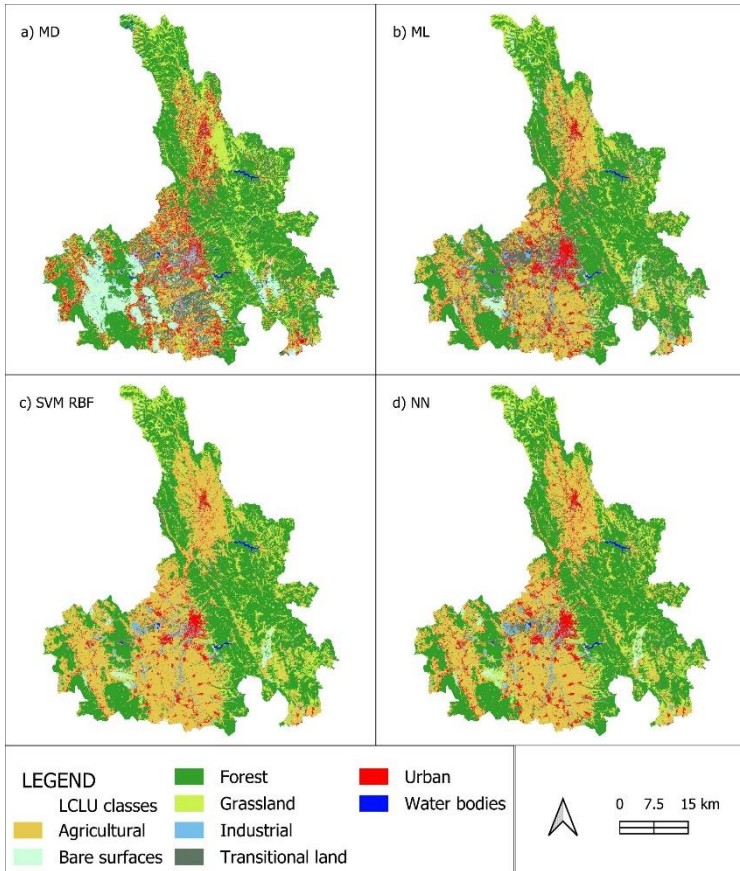 a) MD
b) ML
c) SVM RBF
d) NN
LEGEND
LCLU classes
Agricultural
Bare surfaces
Forest
Grassland
Industrial
Transitional land
Urban
Water bodies
0 7.5 15 km